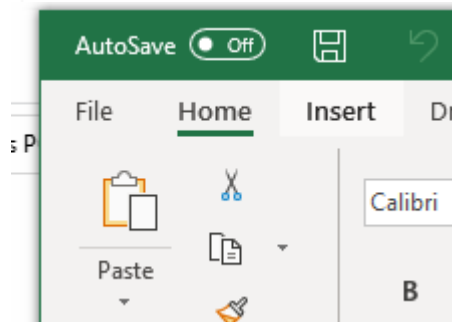 AutoSave Off
File Home Insert
s P
Paste
Calibri
B